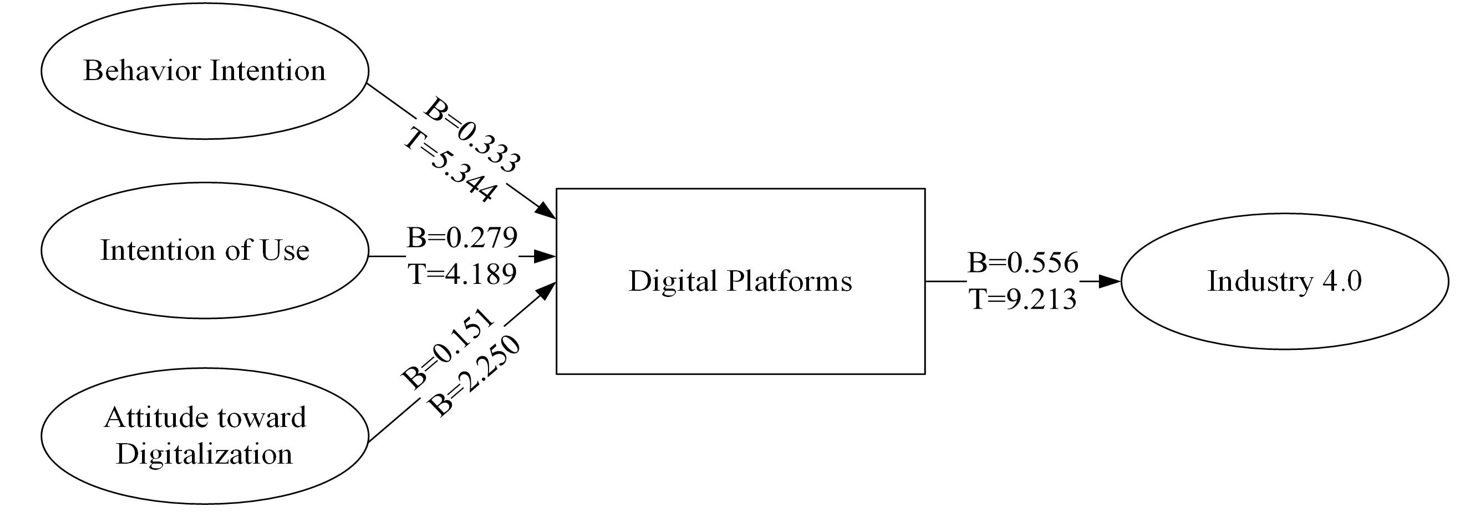 Behavior Intention
B=0.333
T=5.344
Intention of Use
B=0.279
T=4.189
Attitude toward
Digitalization
B=0.151
B=2.250
Digital Platforms
B=0.556
T=9.213
Industry 4.0